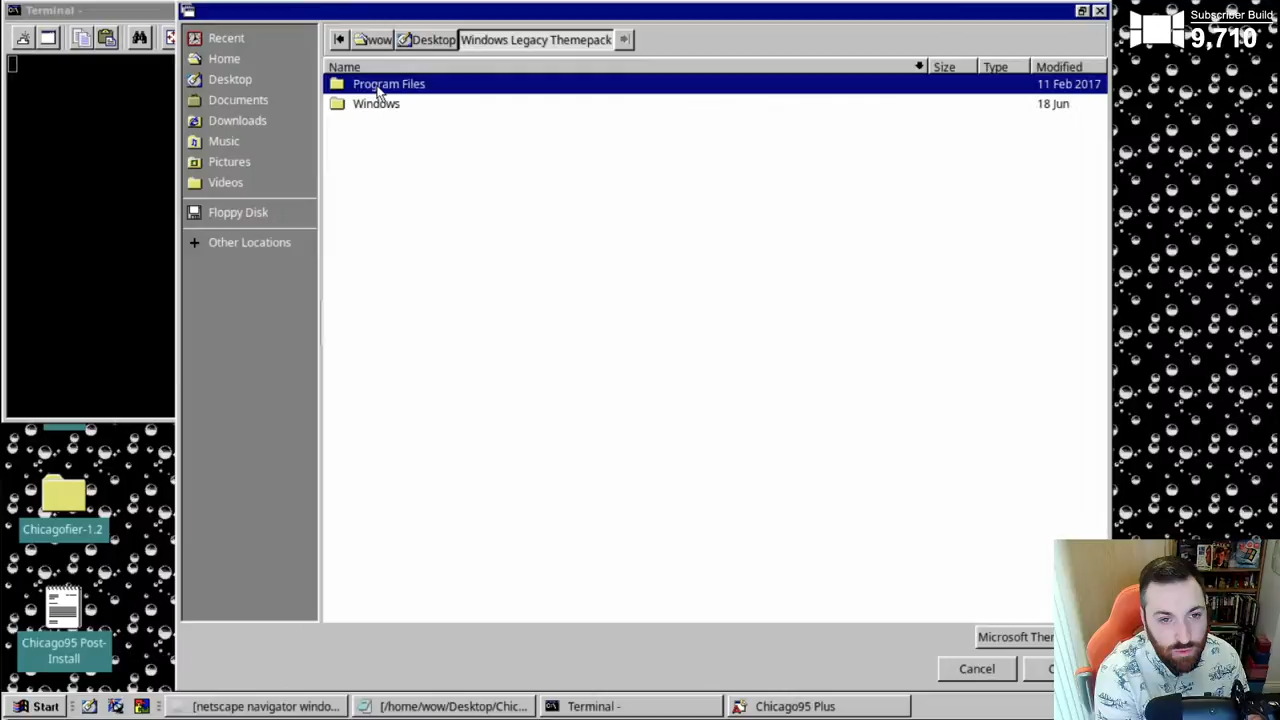 Terminal -
Subscriber Build
9,710
Recent
Home
Desktop
Documents
Downloads
Music
Pictures
Videos
Floppy Disk
Other Locations
wow
Desktop
Windows Legacy Themepack
Name
Size
Type
Modified
Program Files
11 Feb 2017
Windows
18 Jun
Chicagofier-1.2
Chicago95 Post-
Install
Microsoft
Cancel
Start
[netscape navigator windo...
[/home/wow/Desktop/Chic...
Terminal -
Chicago95 Plus